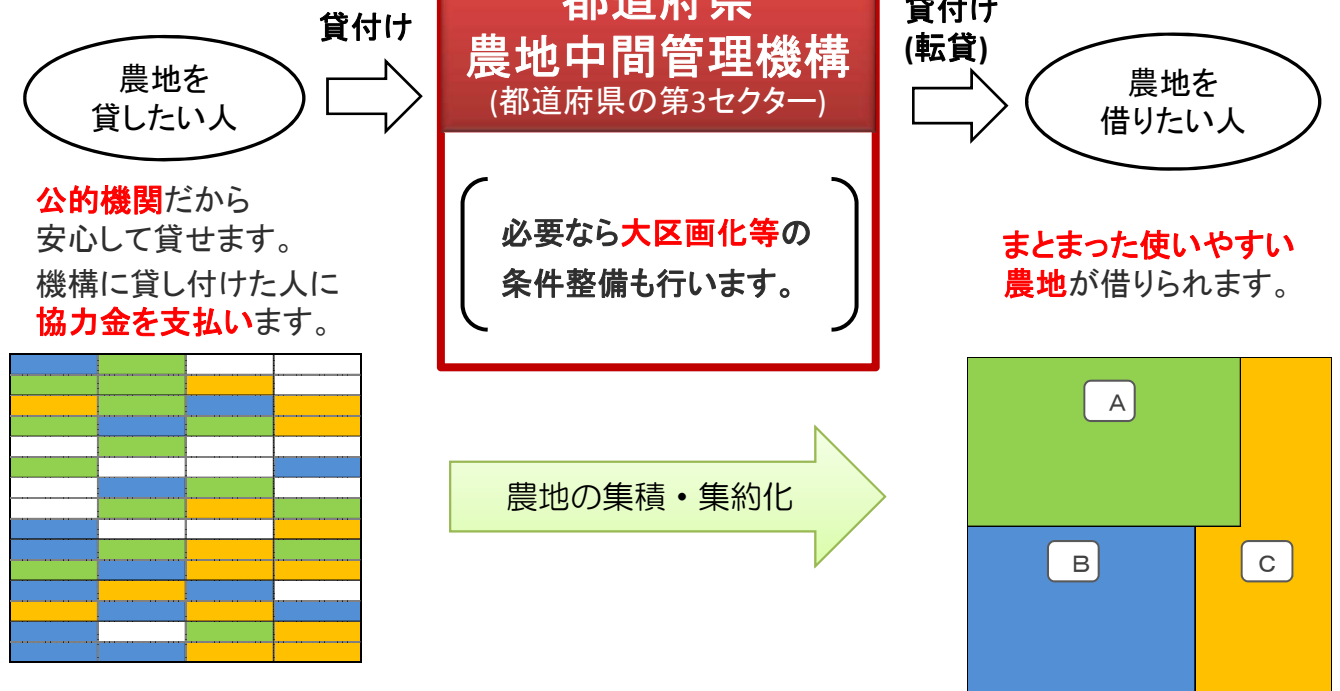 貸付け
農地を
貸したい人
都道府県
農地中間管理機構
(都道府県の第3セクター)
貸付け
(転貸)
農地を
借りたい人
公的機関だから
安心して貸せます。
機構に貸し付けた人に
協力金を支払います。
必要なら大区画化等の
条件整備も行います。
まとまった使いやすい
農地が借りられます。
農地の集積・集約化
A
B
C